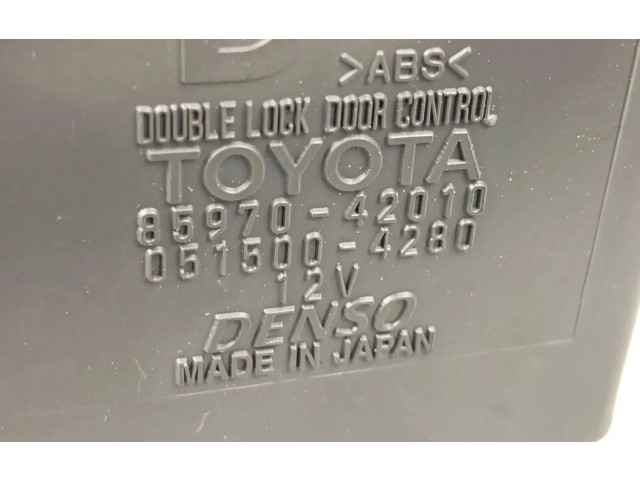 >ABS<
DOUBLE LOCK DOOR CONTROL
TOYOTA
85970-42010
051500-4280
12V
DENSO
MADE IN JAPAN